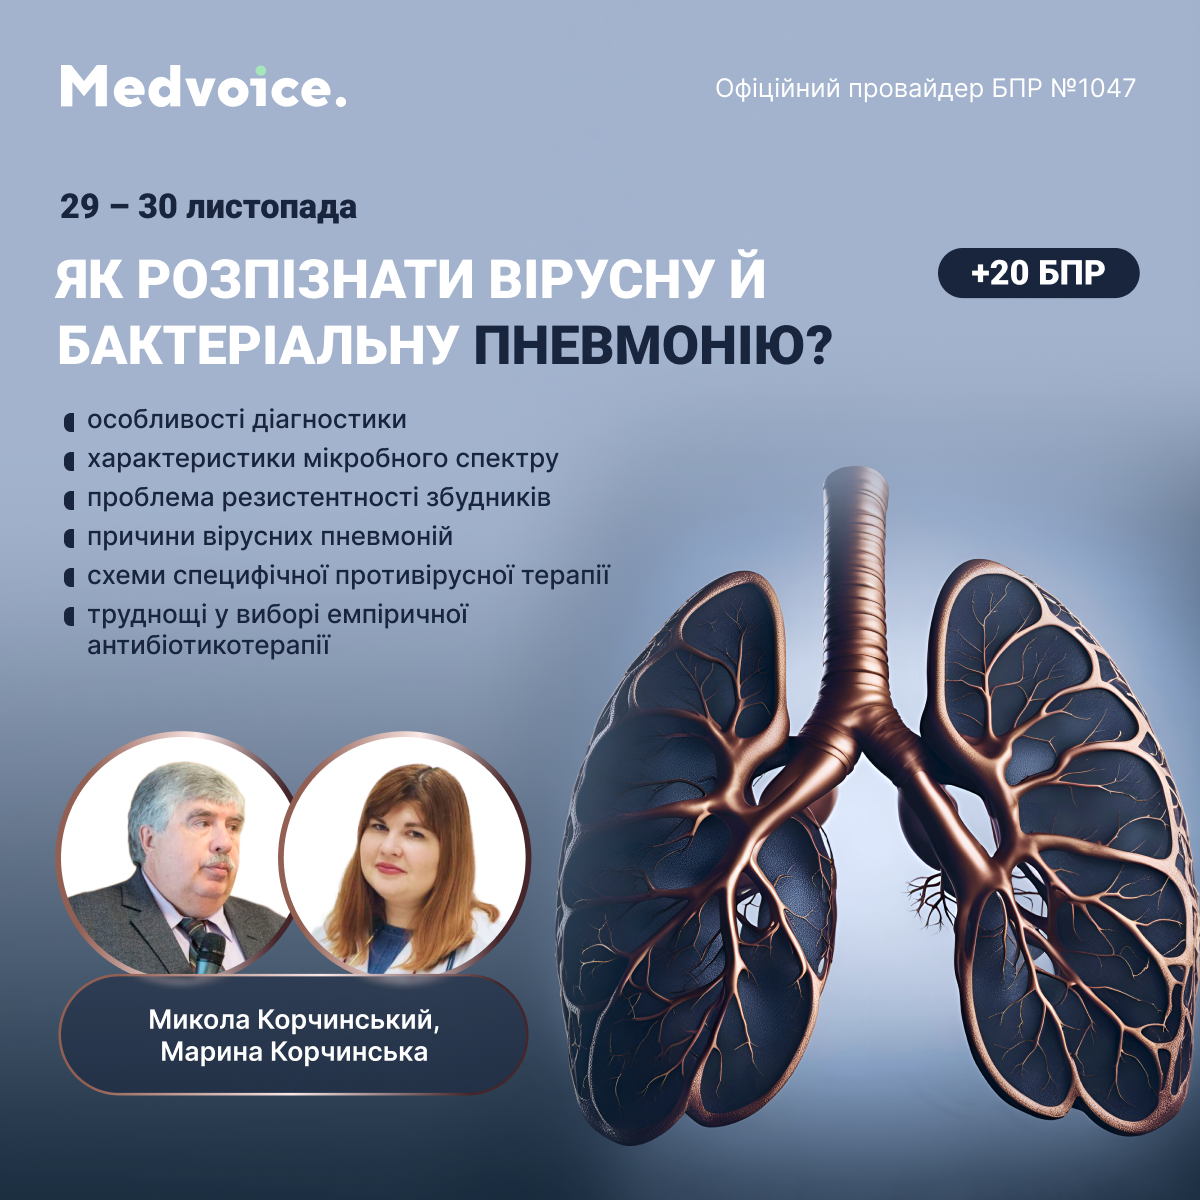 Medvoice.
Офіційний провайдер БПР №1047
29 – 30 листопада
ЯК РОЗПІЗНАТИ ВІРУСНУ Й
БАКТЕРІАЛЬНУ ПНЕВМОНІЮ?
+20 БПР
особливості діагностики
характеристики мікробного спектру
проблема резистентності збудників
причини вірусних пневмоній
схеми специфічної противірусної терапії
труднощі у виборі емпіричної
антибіотикотерапії
Микола Корчинський,
Марина Корчинська